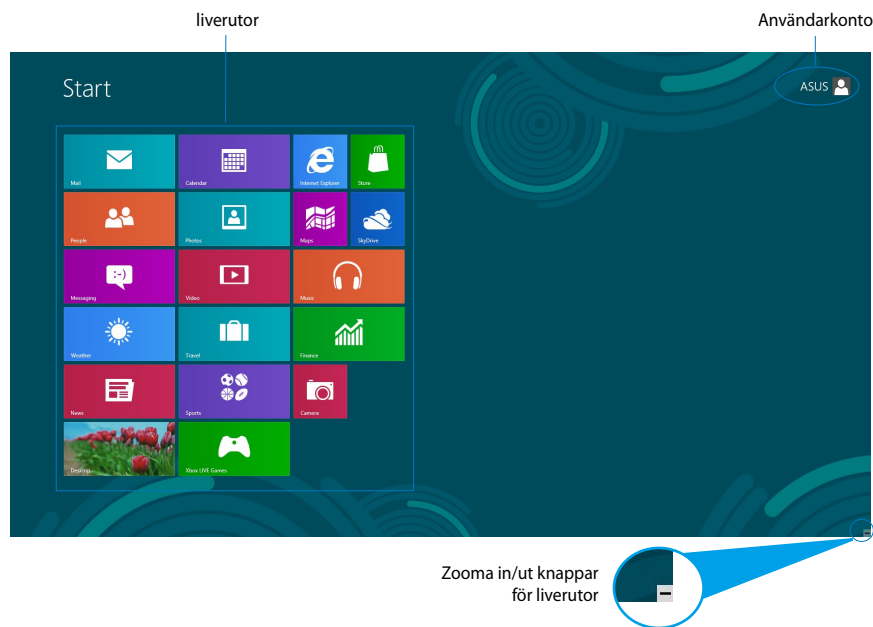 liverutor
Användarkonto
Start
ASUS
Mail
Calendar
Internet Explorer
Store
People
Photos
Maps
SkyDrive
Messaging
Video
Music
Weather
Travel
Finance
News
Sports
Camera
Desktop
Xbox LIVE Games
Zooma in/ut knappar
för liverutor